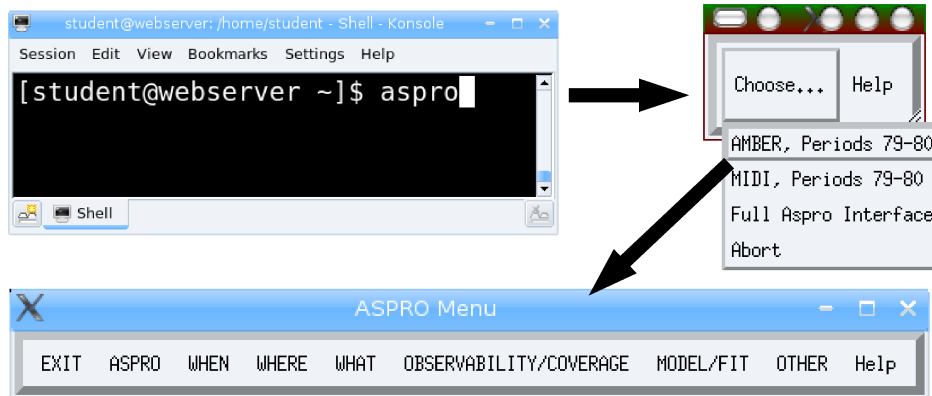 student@webserver: /home/student - Shell - Konsole
Session Edit View Bookmarks Settings Help
[student@webserver ~]$ aspro
Shell
Choose... Help
AMBER, Periods 79-80
MIDI, Periods 79-80
Full Aspro Interface
Abort
ASPRO Menu
EXIT ASPRO WHEN WHERE WHAT OBSERVABILITY/COVERAGE MODEL/FIT OTHER Help